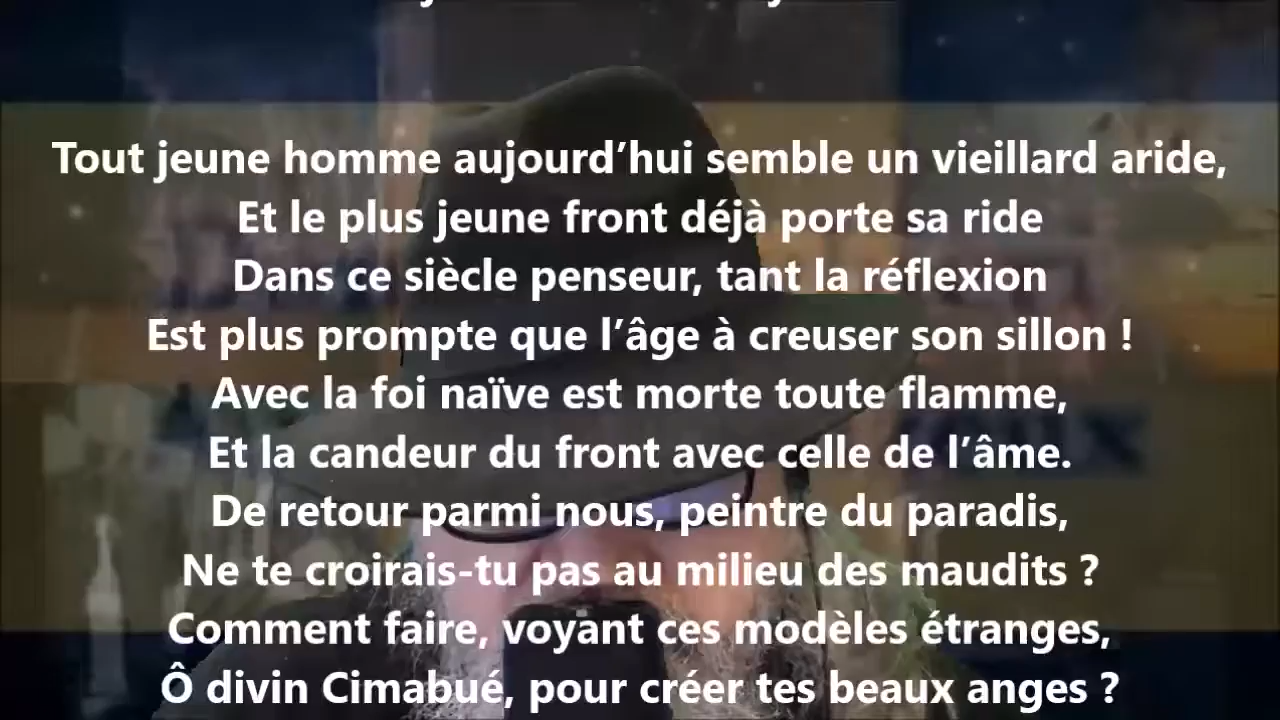 Tout jeune homme aujourd’hui semble un vieillard aride,
Et le plus jeune front déjà porte sa ride
Dans ce siècle penseur, tant la réflexion
Est plus prompte que l’âge à creuser son sillon !
Avec la foi naïve est morte toute flamme,
Et la candeur du front avec celle de l’âme.
De retour parmi nous, peintre du paradis,
Ne te croirais-tu pas au milieu des maudits ?
Comment faire, voyant ces modèles étranges,
Ô divin Cimabué, pour créer tes beaux anges ?